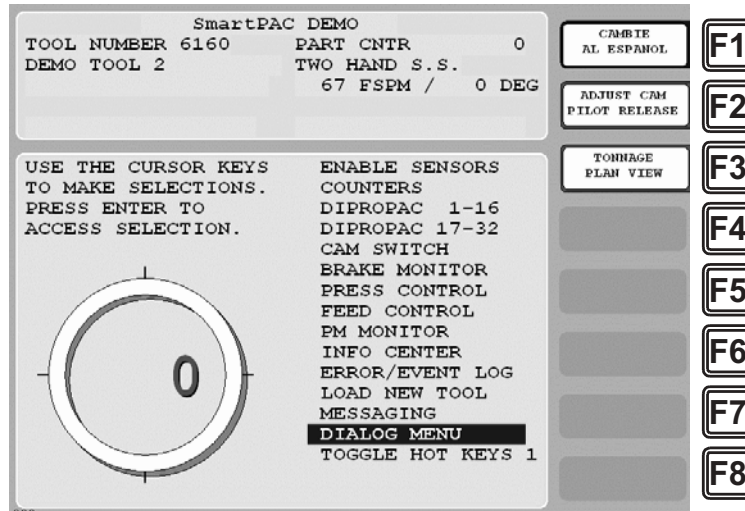 SmartPAC DEMO
TOOL NUMBER 6160 PART CNTR 0
DEMO TOOL 2 TWO HAND S.S.
67 FSPM / 0 DEG
USE THE CURSOR KEYS
TO MAKE SELECTIONS.
PRESS ENTER TO
ACCESS SELECTION.
0
ENABLE SENSORS
COUNTERS
DIPROPAC 1-16
DIPROPAC 17-32
CAM SWITCH
BRAKE MONITOR
PRESS CONTROL
FEED CONTROL
PM MONITOR
INFO CENTER
ERROR/EVENT LOG
LOAD NEW TOOL
MESSAGING
DIALOG MENU
TOGGLE HOT KEYS 1
CAMBIE
AL ESPANOL
F1
ADJUST CAM
PILOT RELEASE
F2
TONNAGE
PLAN VIEW
F3
F4
F5
F6
F7
F8